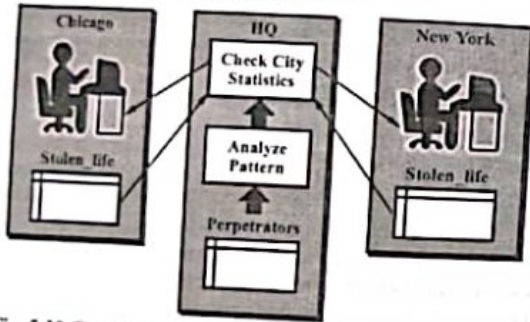 Chicago
HQ
New York
Check City
Statistics
Stolen_life
Analyze
Pattern
Stolen_life
Perpetrators